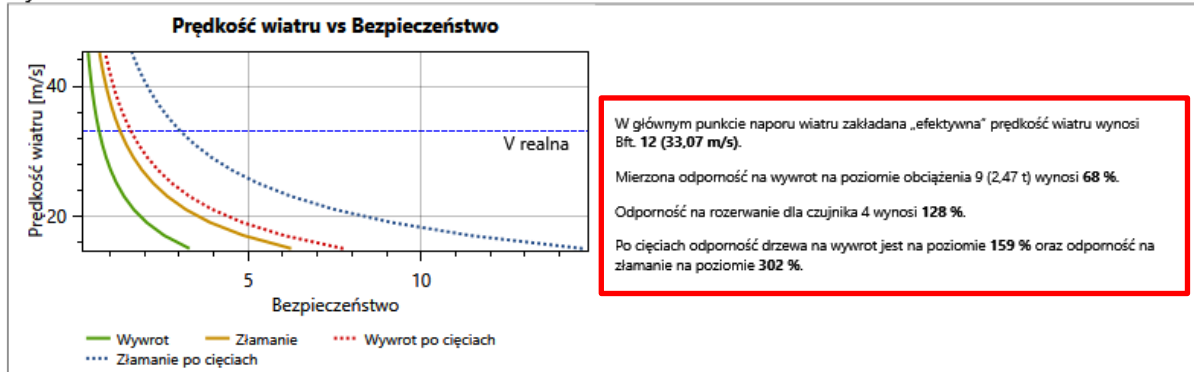 Prędkość wiatru vs Bezpieczeństwo
Prędkość wiatru [m/s]
40
20
V realna
5
10
Bezpieczeństwo
Wywrot
Złamanie
Wywrot po cięciach
Złamanie po cięciach
W głównym punkcie naporu wiatru zakładana „efektywna” prędkość wiatru wynosi
Bft. 12 (33,07 m/s).
Mierzona odporność na wywrot na poziomie obciążenia 9 (2,47 t) wynosi 68 %.
Odporność na rozerwanie dla czujnika 4 wynosi 128 %.
Po cięciach odporność drzewa na wywrot jest na poziomie 159 % oraz odporność na
złamanie na poziomie 302 %.